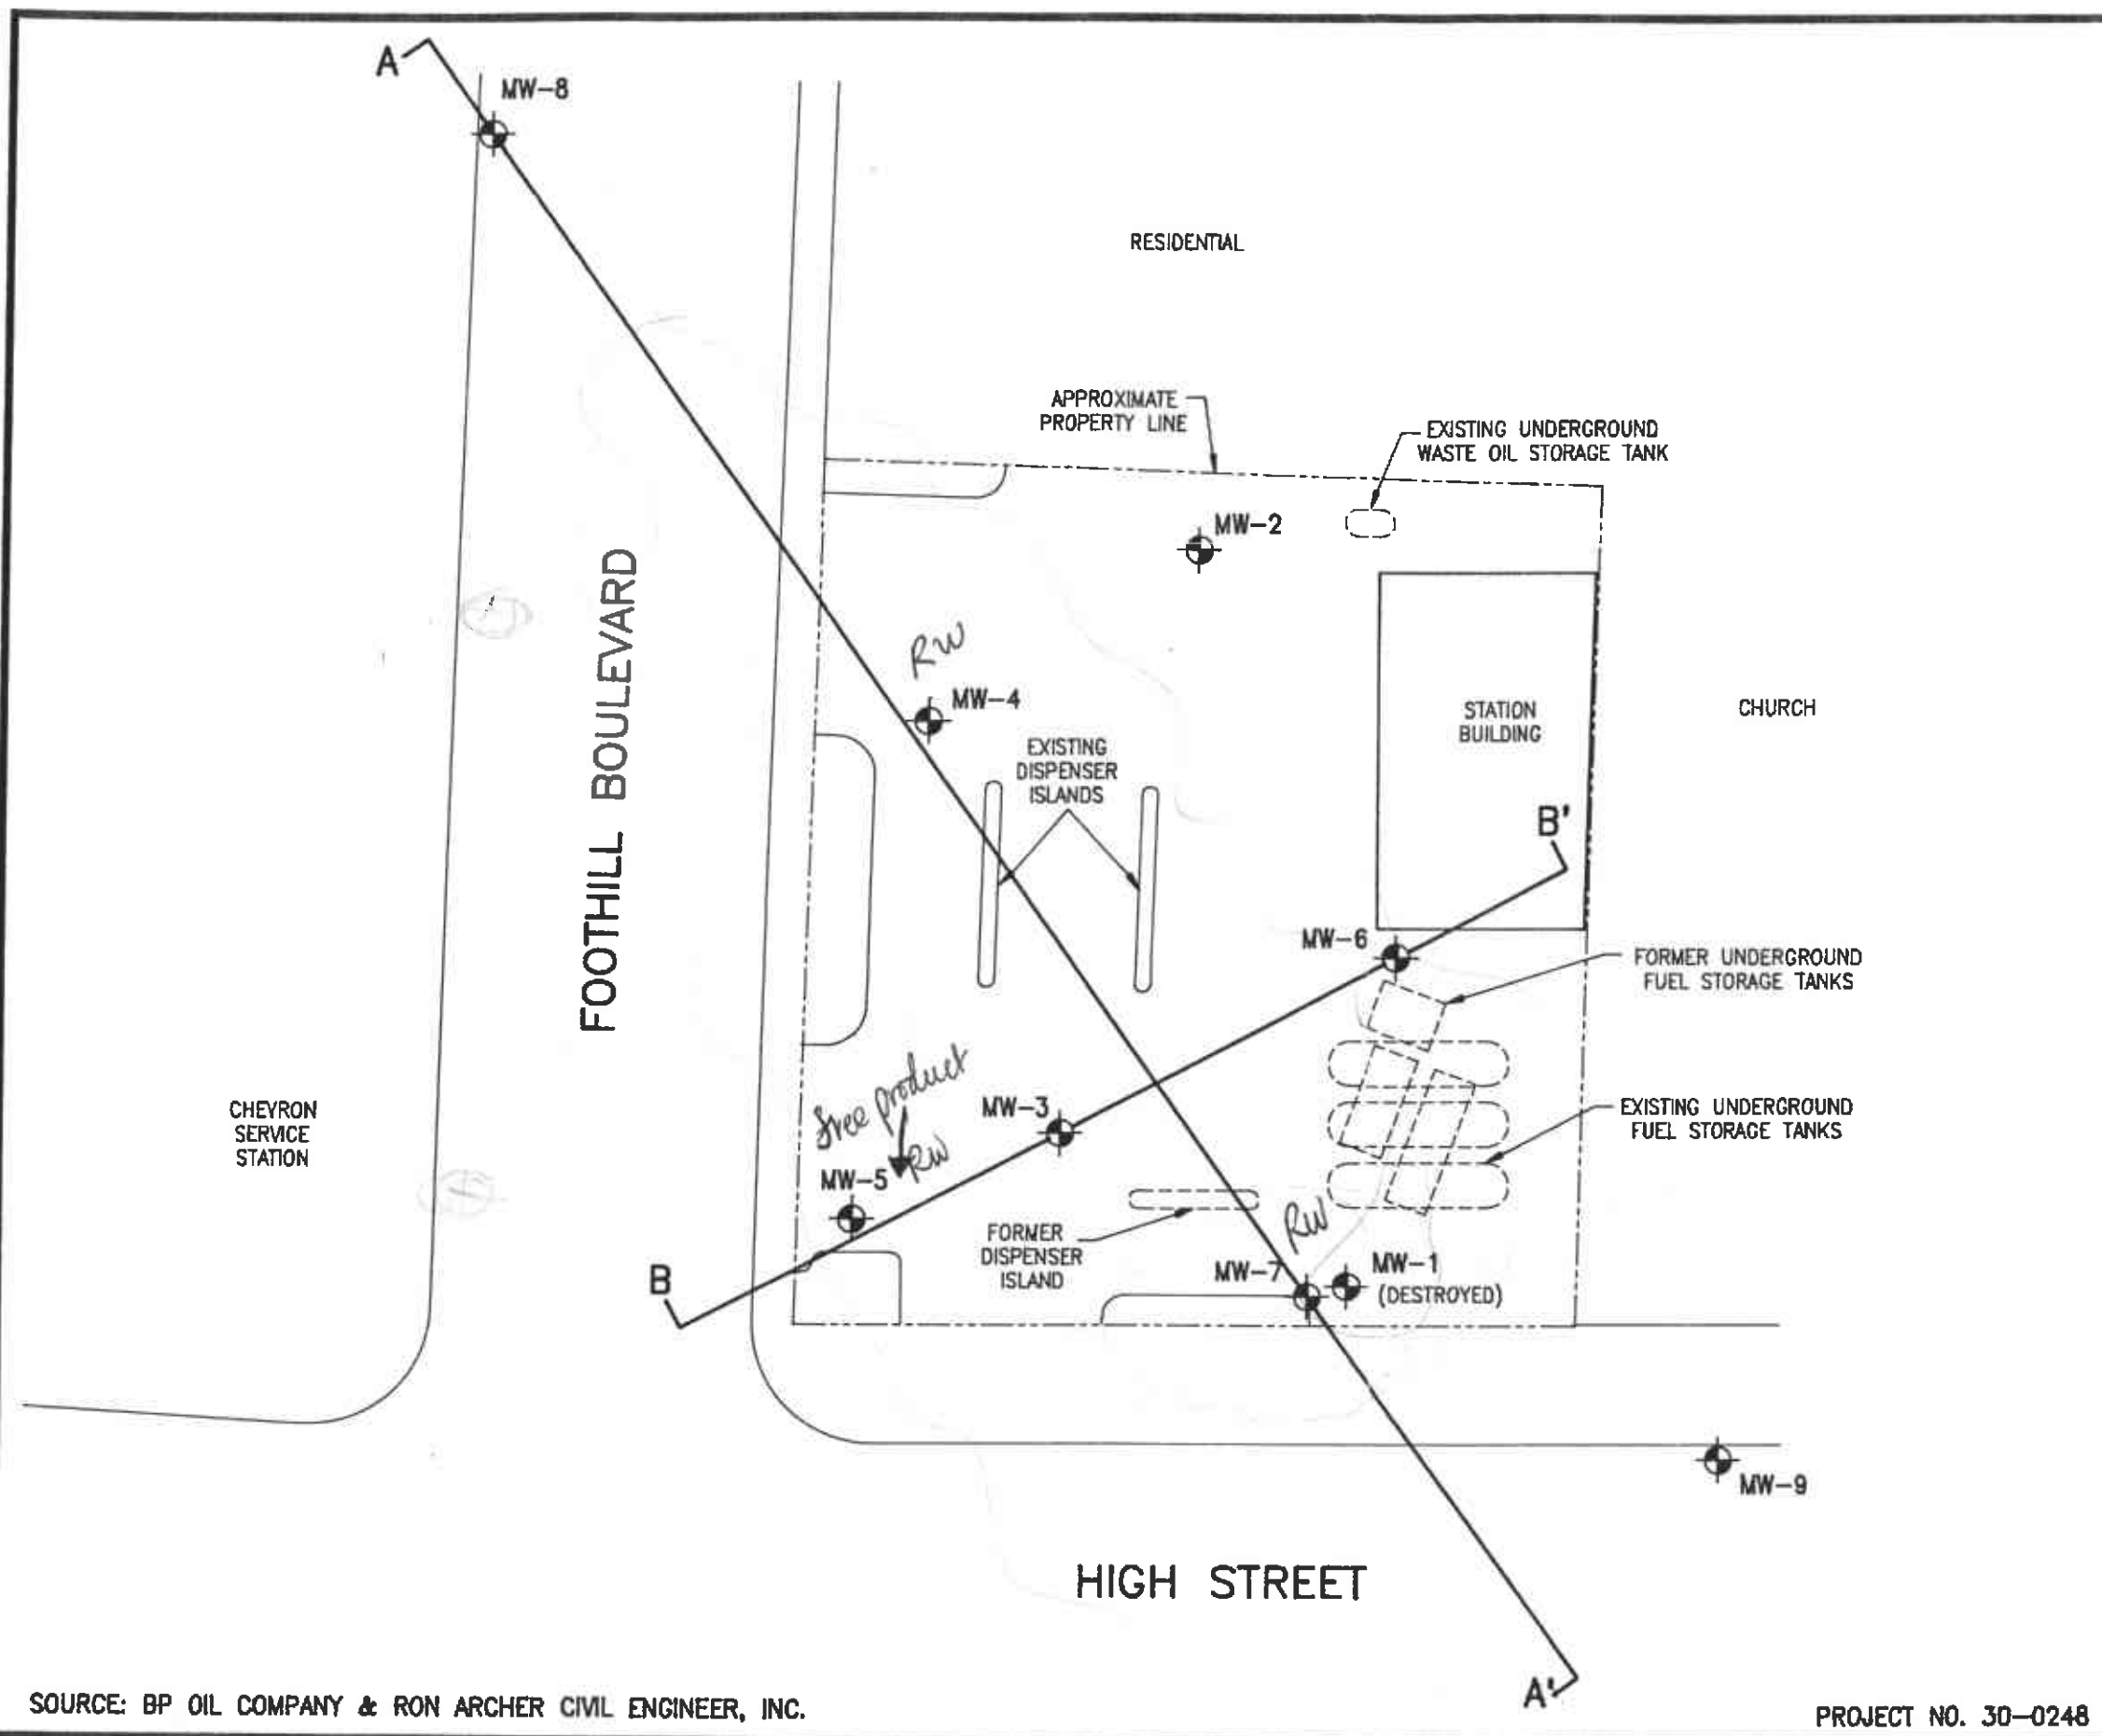 A
MW-8
RESIDENTIAL
APPROXIMATE
PROPERTY LINE
EXISTING UNDERGROUND
WASTE OIL STORAGE TANK
MW-2
FOOTHILL BOULEVARD
RW
MW-4
EXISTING
DISPENSER
ISLANDS
STATION
BUILDING
CHURCH
B'
MW-6
FORMER UNDERGROUND
FUEL STORAGE TANKS
CHEVRON
SERVICE
STATION
free product
RW
MW-5
MW-3
EXISTING UNDERGROUND
FUEL STORAGE TANKS
FORMER
DISPENSER
ISLAND
RW
MW-7
MW-1
(DESTROYED)
B
MW-9
HIGH STREET
A'
SOURCE: BP OIL COMPANY & RON ARCHER CIVIL ENGINEER, INC.
PROJECT NO. 30-0248